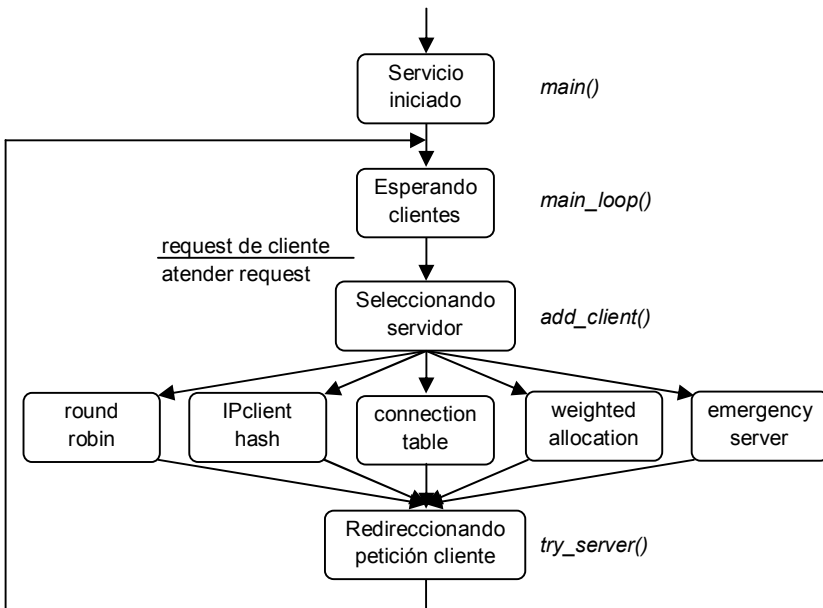 Servicio
iniciado
main()
Esperando
clientes
main_loop()
request de cliente
atender request
Seleccionando
servidor
add_client()
round
robin
IPclient
hash
connection
table
weighted
allocation
emergency
server
Redireccionando
petición cliente
try_server()